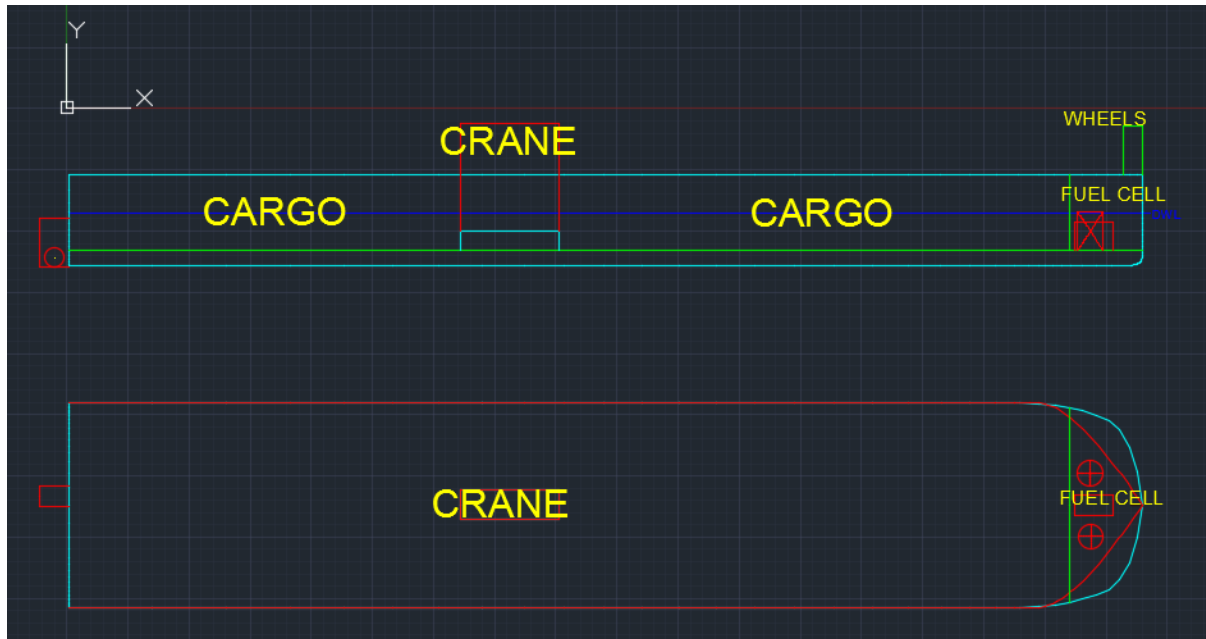 Y
X
WHEELS
CRANE
FUEL CELL
CARGO
CARGO
DWL
CRANE
FUEL CELL